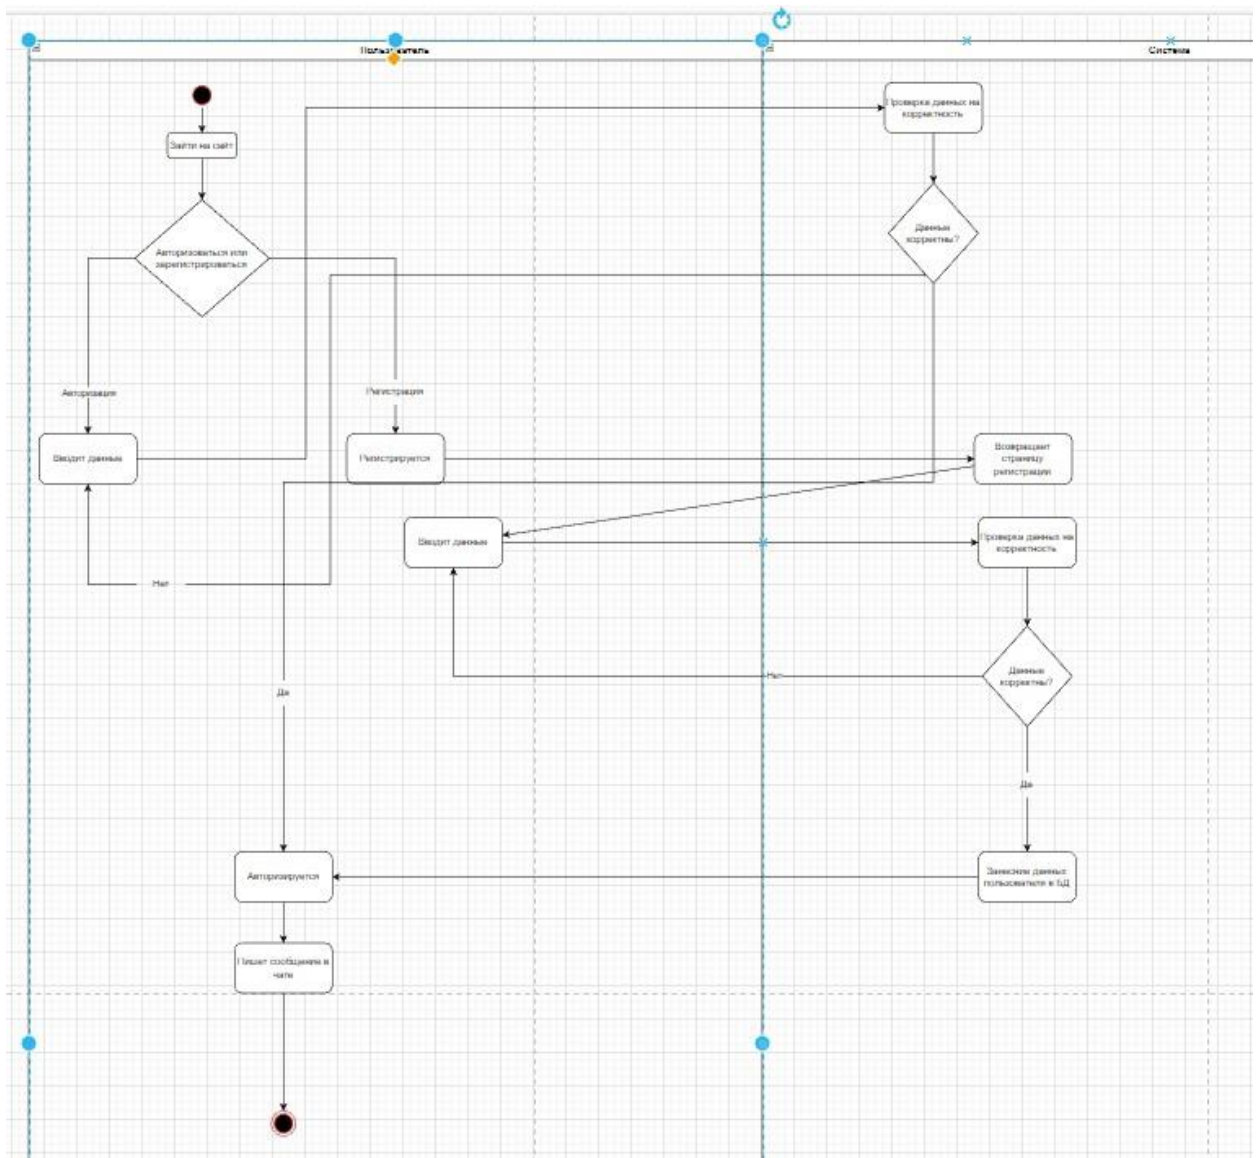 Пользователь
Система
Зайти на сайт
Проверка данных на
корректность
Авторизоваться или
зарегистрироваться
Данные
корректны?
Авторизация
Регистрация
Вводит данные
Регистрируется
Возвращает
страницу
регистрации
Вводит данные
Проверка данных на
корректность
Нет
Данные
корректны?
Нет
Да
Да
Авторизируется
Занесние данных
пользователя в БД
Пишет сообщение в
чате